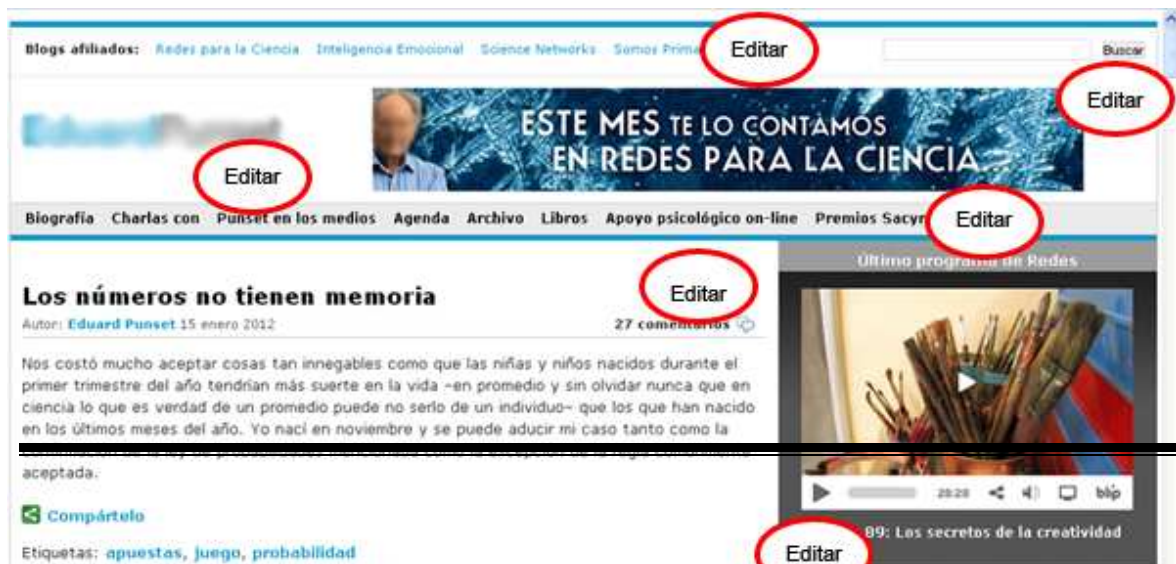 Blogs afiliados: Redes para la Ciencia Inteligencia Emocional Science Networks Somos Editar Buscar
Editar
ESTE MES TE LO CONTAMOS
EN REDES PARA LA CIENCIA
Editar
Biografía Charlas con Punset en los medios Agenda Archivo Libros Apoyo psicológico on-line Premios Editar
Último programa de Redes
Los números no tienen memoria
Editar
Autor: Eduard Punset 15 enero 2012 27 comentarios
Nos costó mucho aceptar cosas tan innegables como que las niñas y niños nacidos durante el
primer trimestre del año tendrían más suerte en la vida –en promedio y sin olvidar nunca que en
ciencia lo que es verdad de un promedio puede no serlo de un individuo– que los que han nacido
en los últimos meses del año. Yo nací en noviembre y se puede aducir mi caso tanto como la
aceptada.
28:28 blip
Compártelo
89: Los secretos de la creatividad
Etiquetas: apuestas, juego, probabilidad
Editar